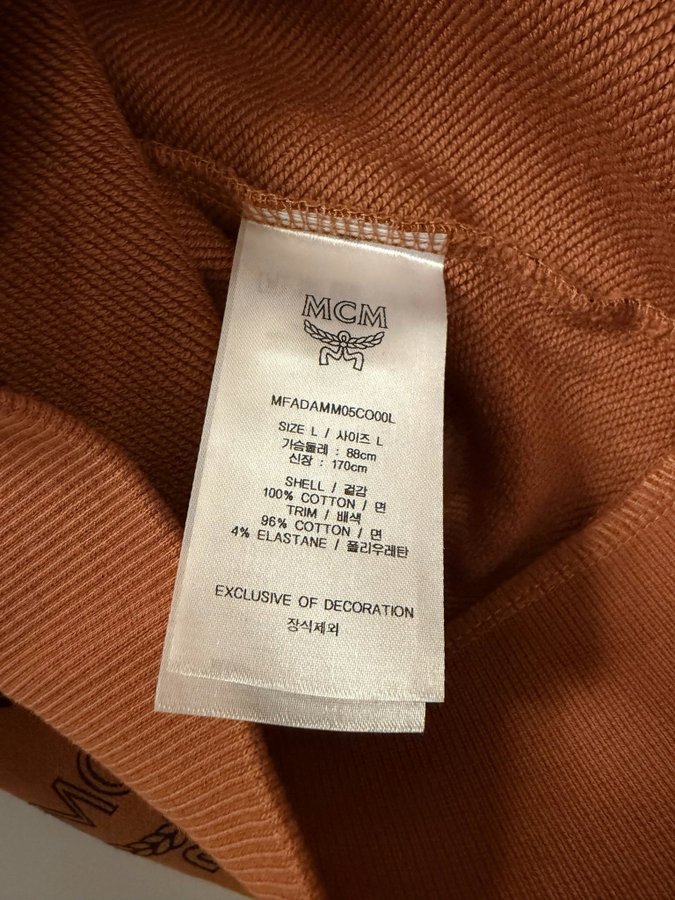 MCM
MFADAMM05CO00L
SIZE L / 사이즈 L
가슴둘레 : 88cm
신장 : 170cm
SHELL / 겉감
100% COTTON / 면
TRIM / 배색
96% COTTON / 면
4% ELASTANE / 폴리우레탄
EXCLUSIVE OF DECORATION
장식제외
MC